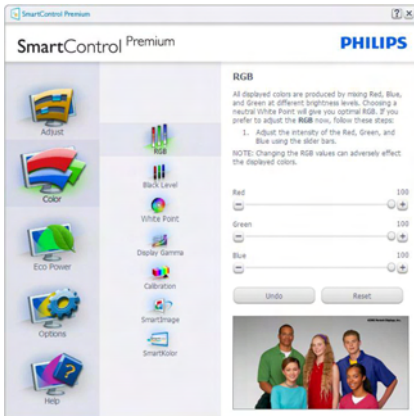 SmartControl Premium
SmartControl Premium
PHILIPS
Adjust
Color
Eco Power
Options
Help
RGB
Black Level
White Point
Display Gamma
Calibration
SmartImage
SmartKolor
RGB
All displayed colors are produced by mixing Red, Blue,
and Green at different brightness levels. Choosing a
neutral White Point will give you optimal RGB. If you
prefer to adjust the RGB now, follow these steps:
1. Adjust the intensity of the Red, Green, and
Blue using the slider bars.
NOTE: Changing the RGB values can adversely effect
the displayed colors.
Red 100
Green 100
Blue 100
Undo Reset